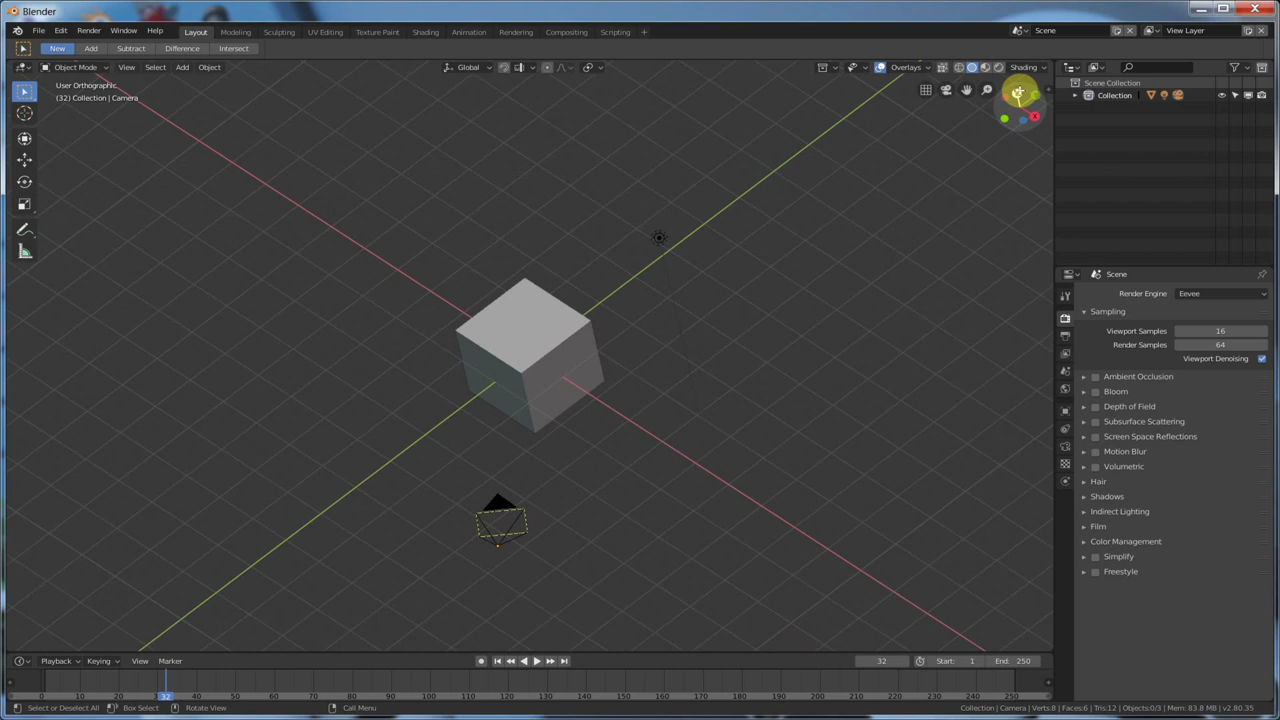 Blender
File Edit Render Window Help
Layout Modeling Sculpting UV Editing Texture Paint Shading Animation Rendering Compositing Scripting +
Scene
View Layer
New Add Subtract Difference Intersect
Object Mode View Select Add Object
Global
Overlays
Shading
User Orthographic
(32) Collection | Camera
X
Scene Collection
Collection
Scene
Render Engine Eevee
Sampling
Viewport Samples 16
Render Samples 64
Viewport Denoising
Ambient Occlusion
Bloom
Depth of Field
Subsurface Scattering
Screen Space Reflections
Motion Blur
Volumetric
Hair
Shadows
Indirect Lighting
Film
Color Management
Simplify
Freestyle
Playback Keying View Marker
32
Start: 1 End: 250
0 10 20 32 40 50 60 70 80 90 100 110 120 130 140 150 160 170 180 190 200 210 220 230 240 250
Select or Deselect All Box Select Rotate View Call Menu
Collection | Camera | Verts:8 | Faces:6 | Tris:12 | Objects:0/3 | Mem: 83.8 MB | v2.80.35